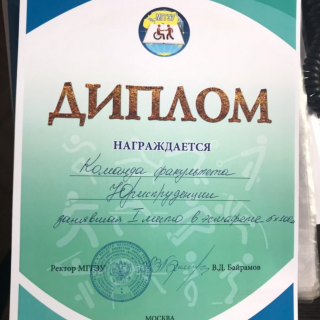 ДИПЛОМ
НАГРАЖДАЕТСЯ
Команда факультета
Юриспруденции
занявшая I место в эстафете
Ректор МГГЭУ В.Д. Байрамов
МОСКВА